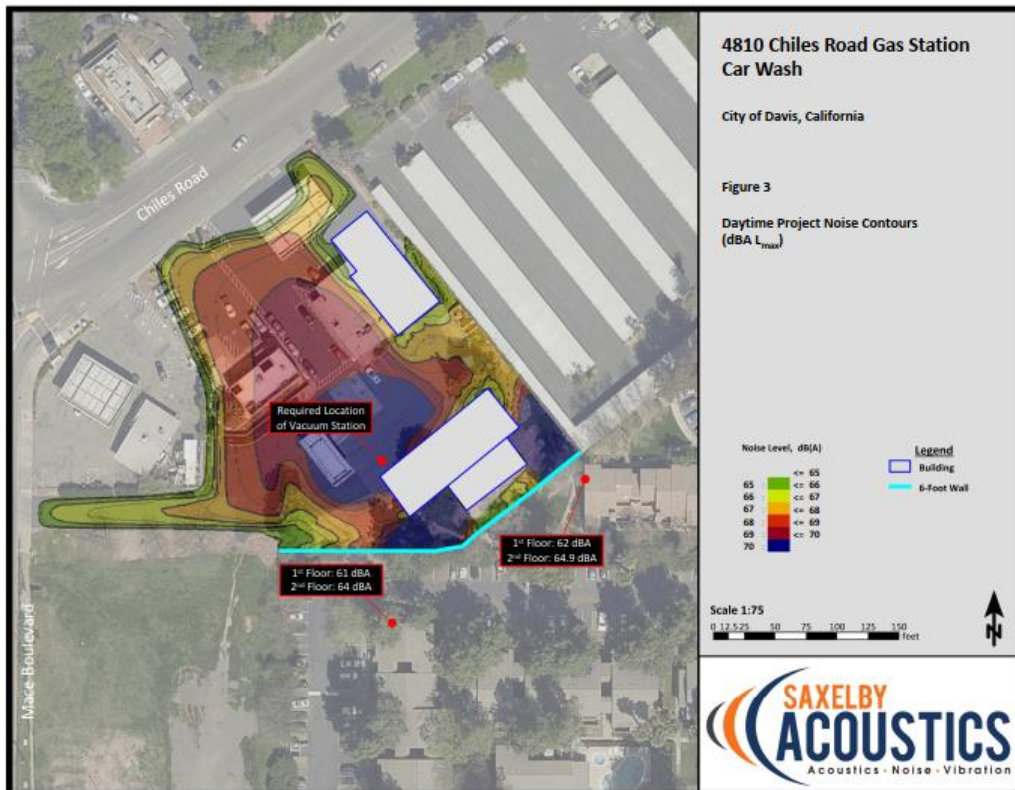 4810 Chiles Road Gas Station
Car Wash
City of Davis, California
Figure 3
Daytime Project Noise Contours
(dBA Lmax)
Chiles Road
Mace Boulevard
Required Location
of Vacuum Station
1st Floor: 62 dBA
2nd Floor: 64.9 dBA
1st Floor: 61 dBA
2nd Floor: 64 dBA
Noise Level, dB(A)
<= 65
65 <= 66
66 <= 67
67 <= 68
68 <= 69
69 <= 70
70
Legend
Building
6-Foot Wall
Scale 1:75
0 12.525 50 75 100 125 150
feet
N
SAXELBY
ACOUSTICS
Acoustics · Noise · Vibration